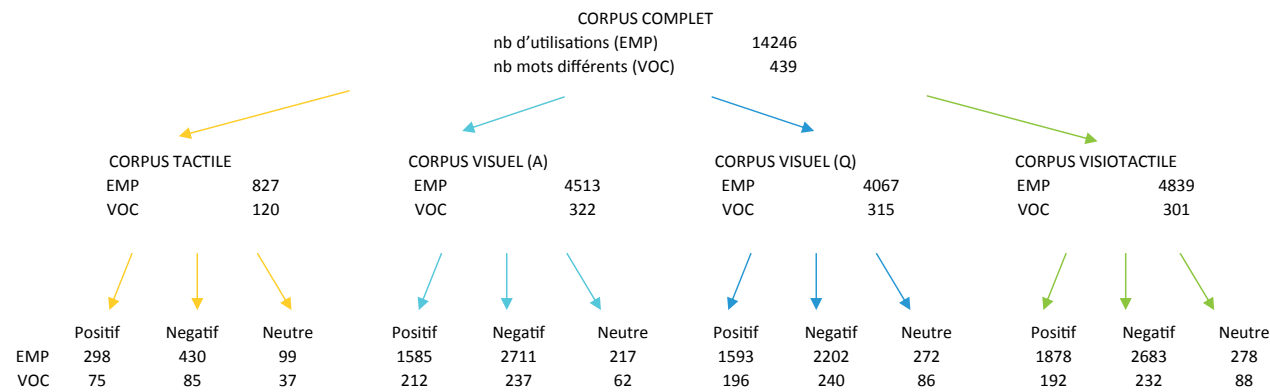 CORPUS COMPLET
nb d'utilisations (EMP) 14246
nb mots différents (VOC) 439
CORPUS TACTILE CORPUS VISUEL (A) CORPUS VISUEL (Q) CORPUS VISIOTACTILE
EMP 827 EMP 4513 EMP 4067 EMP 4839
VOC 120 VOC 322 VOC 315 VOC 301
Positif Negatif Neutre Positif Negatif Neutre Positif Negatif Neutre Positif Negatif Neutre
EMP 298 430 99 1585 2711 217 1593 2202 272 1878 2683 278
VOC 75 85 37 212 237 62 196 240 86 192 232 88